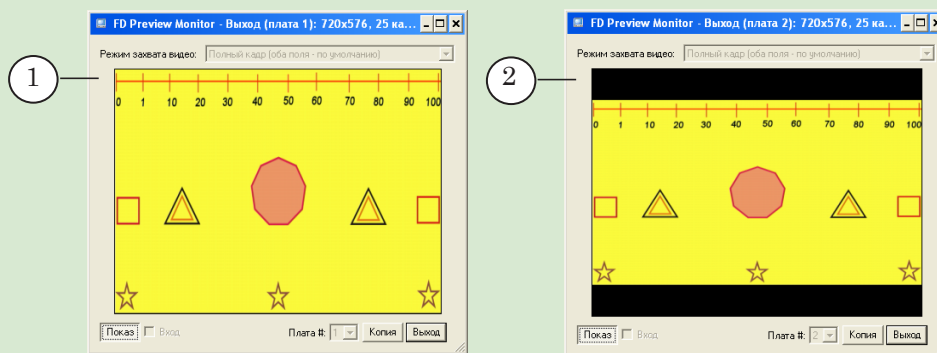 1
FD Preview Monitor - Выход (плата 1): 720x576, 25 ка...
Режим захвата видео: Полный кадр (оба поля - по умолчанию)
0 1 10 20 30 40 50 60 70 80 90 100
Показ Вход Плата #: 1 Копия Выход
2
FD Preview Monitor - Выход (плата 2): 720x576, 25 ка...
Режим захвата видео: Полный кадр (оба поля - по умолчанию)
0 1 10 20 30 40 50 60 70 80 90 100
Показ Вход Плата #: 2 Копия Выход